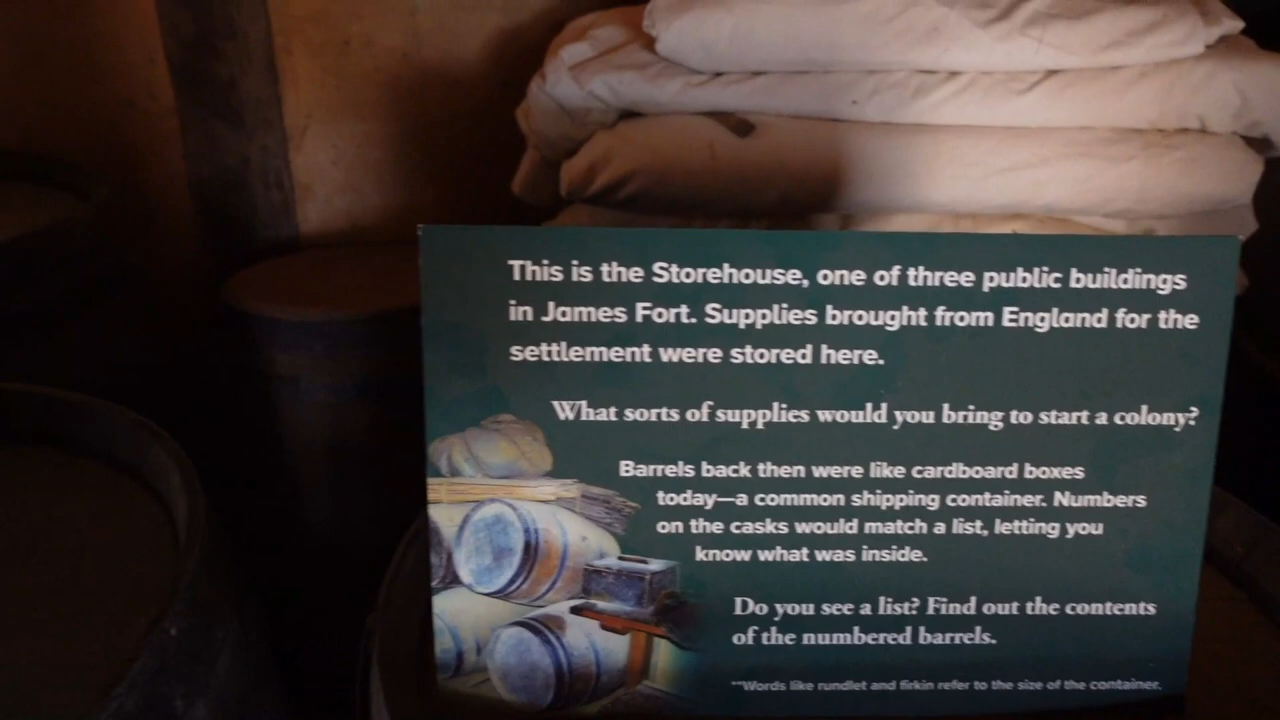 This is the Storehouse, one of three public buildings
in James Fort. Supplies brought from England for the
settlement were stored here.
What sorts of supplies would you bring to start a colony?
Barrels back then were like cardboard boxes
today—a common shipping container. Numbers
on the casks would match a list, letting you
know what was inside.
Do you see a list? Find out the contents
of the numbered barrels.
**Words like rundlet and firkin refer to the size of the container.